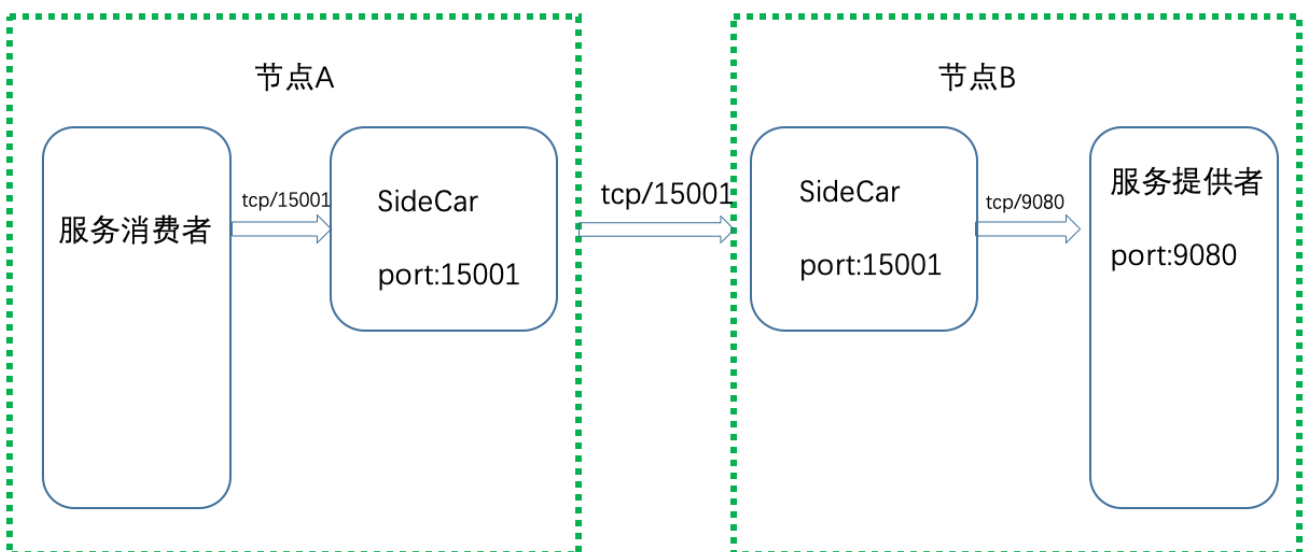 节点A
服务消费者
tcp/15001
SideCar
port:15001
tcp/15001
节点B
SideCar
port:15001
tcp/9080
服务提供者
port:9080